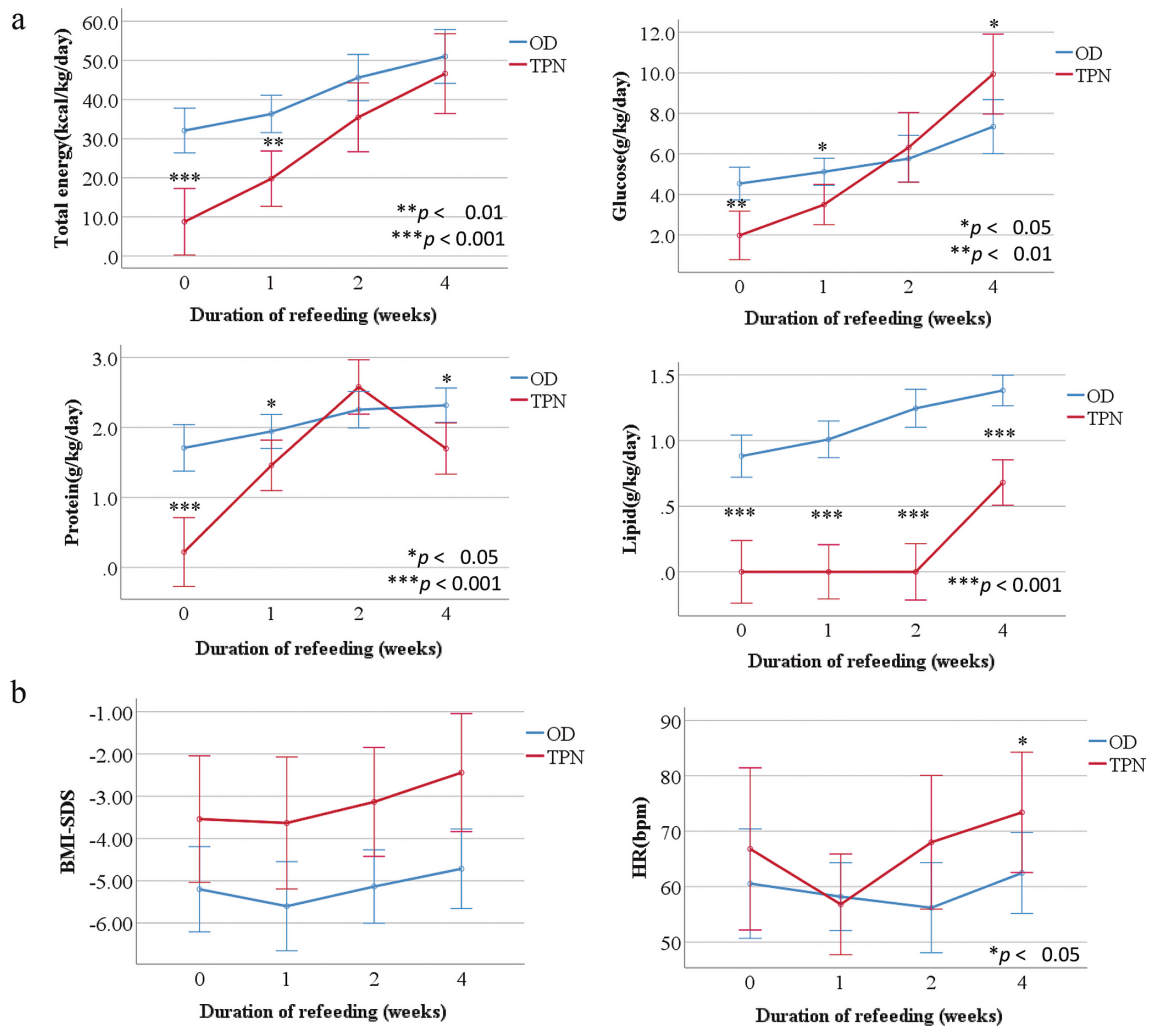 a
Total energy(kcal/kg/day)
60.0
50.0
40.0
30.0
20.0
10.0
.0
OD
TPN
***
**
**p < 0.01
***p < 0.001
0 1 2 4
Duration of refeeding (weeks)
Glucose(g/kg/day)
12.0
10.0
8.0
6.0
4.0
2.0
OD
TPN
**
*
*
*p < 0.05
**p < 0.01
0 1 2 4
Duration of refeeding (weeks)
Protein(g/kg/day)
3.0
2.0
1.0
.0
OD
TPN
***
*
*
*p < 0.05
***p < 0.001
0 1 2 4
Duration of refeeding (weeks)
Lipid(g/kg/day)
1.5
1.0
.5
.0
OD
TPN
***
***
***
***
***p < 0.001
0 1 2 4
Duration of refeeding (weeks)
b
BMI-SDS
-1.00
-2.00
-3.00
-4.00
-5.00
-6.00
OD
TPN
0 1 2 4
Duration of refeeding (weeks)
HR(bpm)
90
80
70
60
50
OD
TPN
*
*p < 0.05
0 1 2 4
Duration of refeeding (weeks)